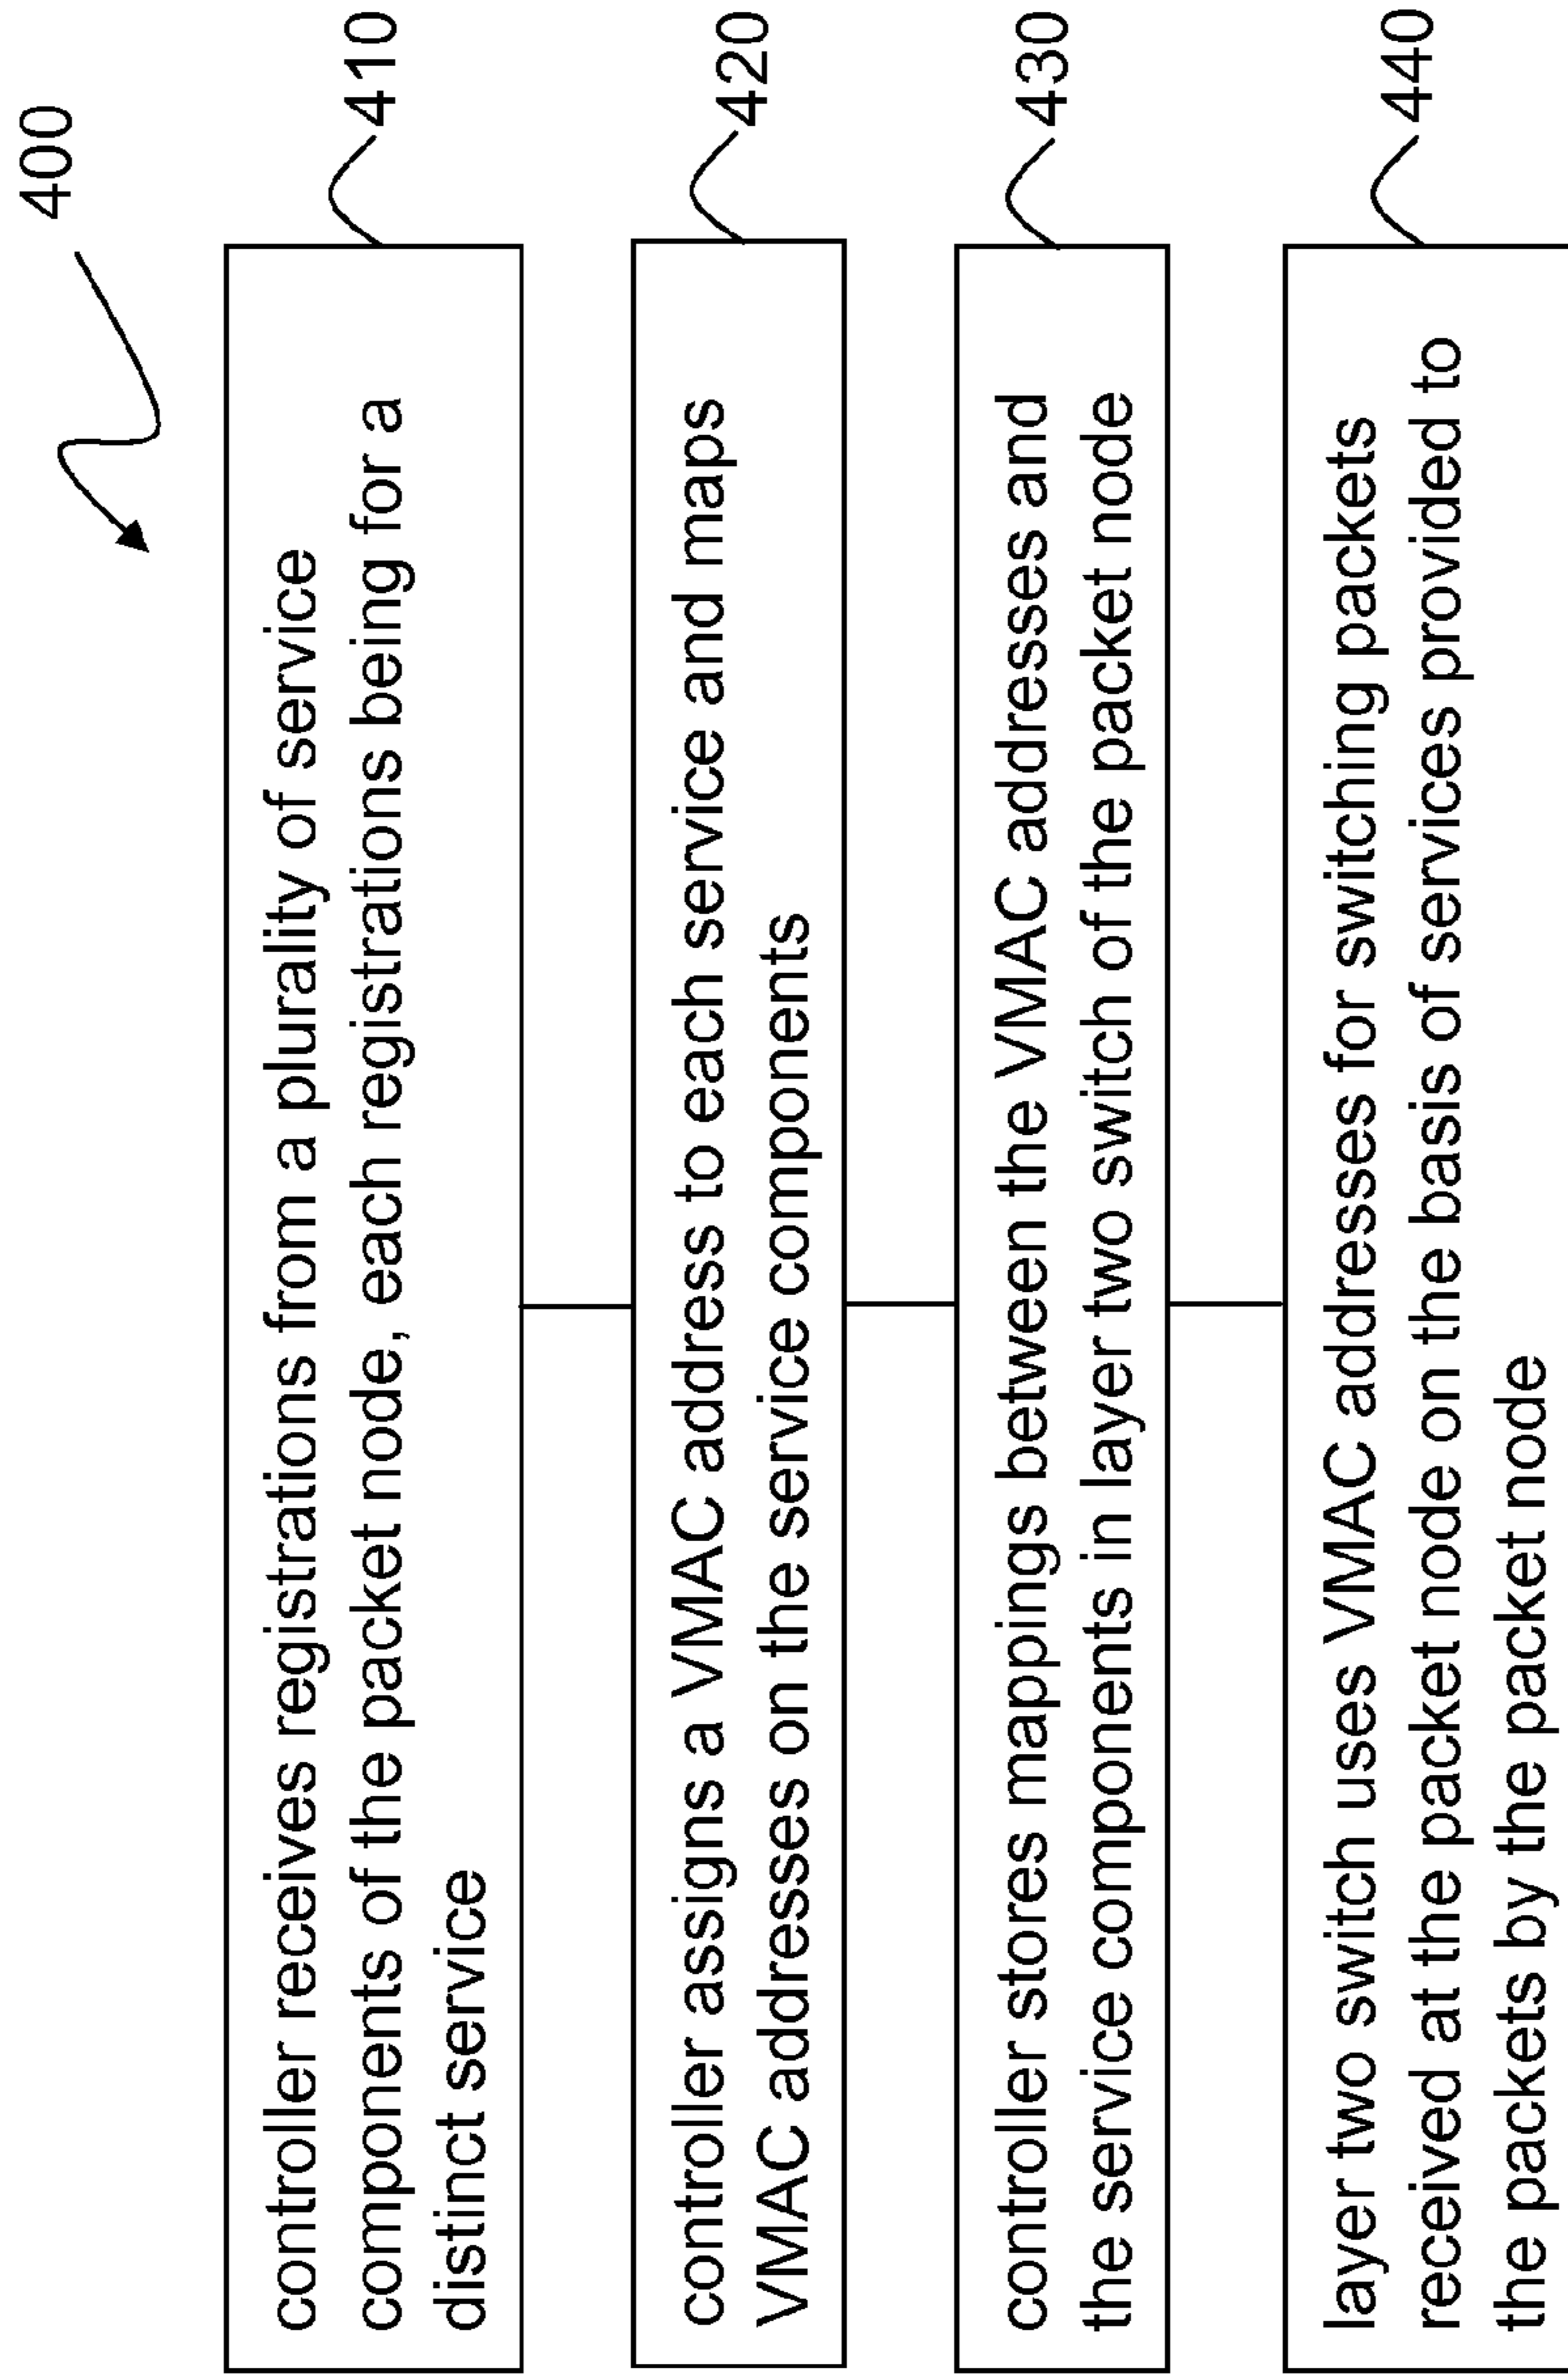 400
controller receives registrations from a plurality of service
components of the packet node, each registrations being for a
distinct service
410
controller assigns a VMAC address to each service and maps
VMAC addresses on the service components
420
controller stores mappings between the VMAC addresses and
the service components in layer two switch of the packet node
430
layer two switch uses VMAC addresses for switching packets
received at the packet node on the basis of services provided to
the packets by the packet node
440